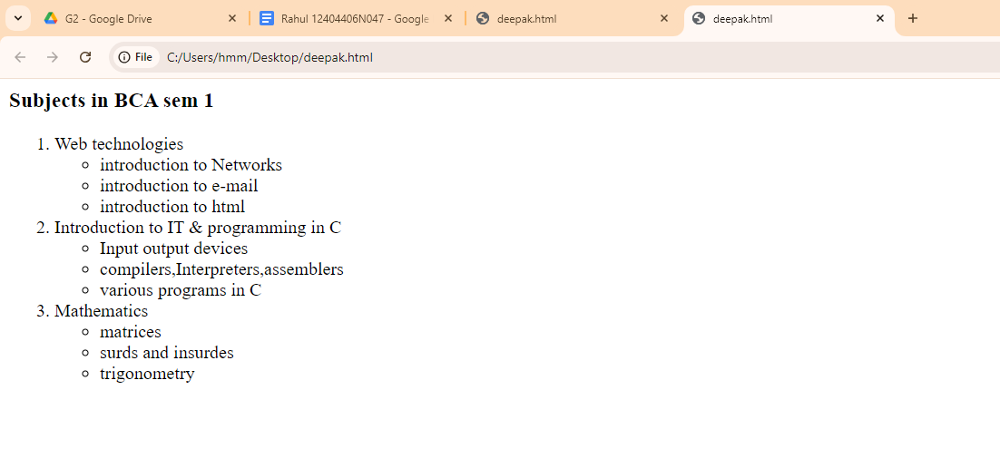 G2 - Google Drive
Rahul 12404406N047 - Google
deepak.html
deepak.html
File C:/Users/hmm/Desktop/deepak.html
Subjects in BCA sem 1
1. Web technologies
introduction to Networks
introduction to e-mail
introduction to html
2. Introduction to IT & programming in C
Input output devices
compilers,Interpreters,assemblers
various programs in C
3. Mathematics
matrices
surds and insurdes
trigonometry